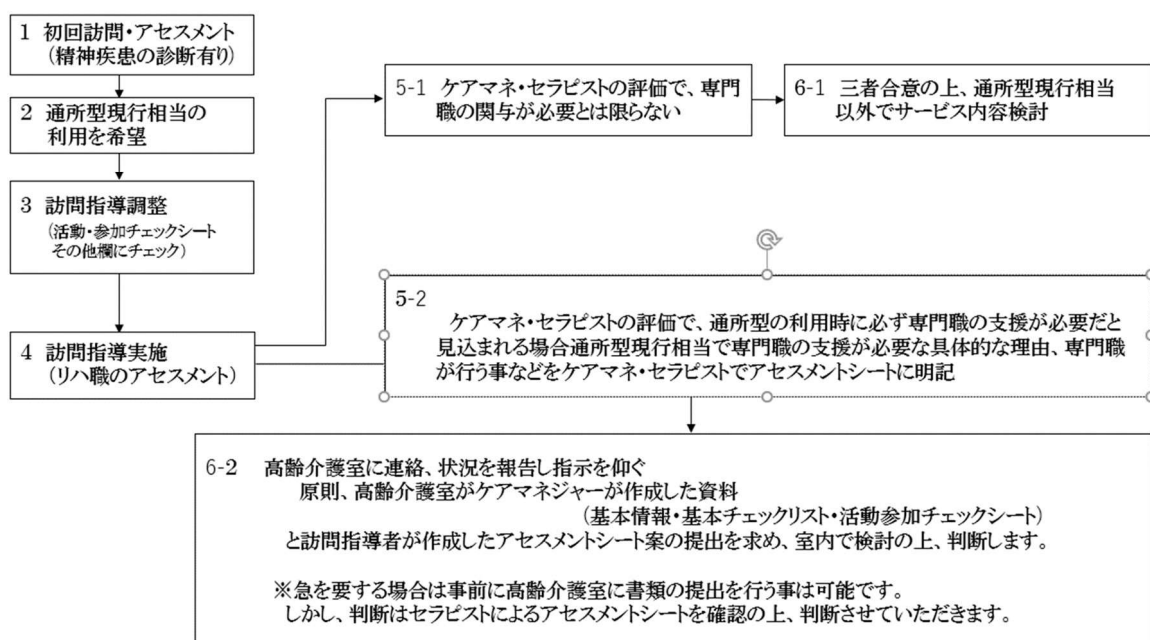 1 初回訪問・アセスメント
(精神疾患の診断有り)
2 通所型現行相当の
利用を希望
3 訪問指導調整
(活動・参加チェックシート
その他欄にチェック)
4 訪問指導実施
(リハ職のアセスメント)
5-1 ケアマネ・セラピストの評価で、専門
職の関与が必要とは限らない
6-1 三者合意の上、通所型現行相当
以外でサービス内容検討
5-2
ケアマネ・セラピストの評価で、通所型の利用時に必ず専門職の支援が必要だと
見込まれる場合通所型現行相当で専門職の支援が必要な具体的な理由、専門職
が行う事などをケアマネ・セラピストでアセスメントシートに明記
6-2 高齢介護室に連絡、状況を報告し指示を仰ぐ
原則、高齢介護室がケアマネジャーが作成した資料
(基本情報・基本チェックリスト・活動参加チェックシート)
と訪問指導者が作成したアセスメントシート案の提出を求め、室内で検討の上、判断します。
※急を要する場合は事前に高齢介護室に書類の提出を行う事は可能です。
しかし、判断はセラピストによるアセスメントシートを確認の上、判断させていただきます。